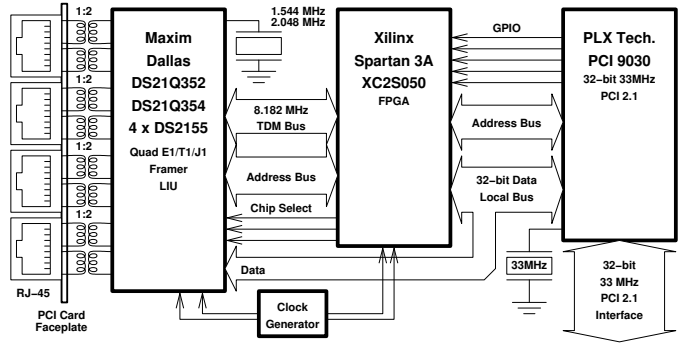 1:2
1:2
1:2
1:2
RJ-45
PCI Card
Faceplate
Maxim
Dallas
DS21Q352
DS21Q354
4 x DS2155
Quad E1/T1/J1
Framer
LIU
1.544 MHz
2.048 MHz
8.182 MHz
TDM Bus
Address Bus
Chip Select
Data
Clock
Generator
Xilinx
Spartan 3A
XC2S050
FPGA
GPIO
Address Bus
32-bit Data
Local Bus
33MHz
PLX Tech.
PCI 9030
32-bit 33MHz
PCI 2.1
32-bit
33 MHz
PCI 2.1
Interface